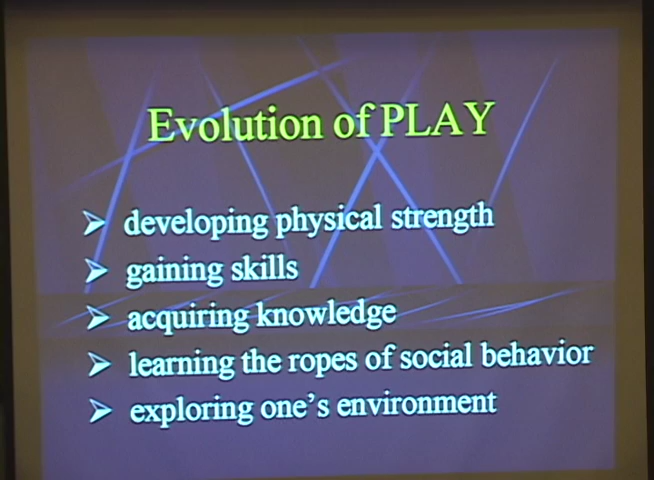 Evolution of PLAY
developing physical strength
gaining skills
acquiring knowledge
learning the ropes of social behavior
exploring one's environment